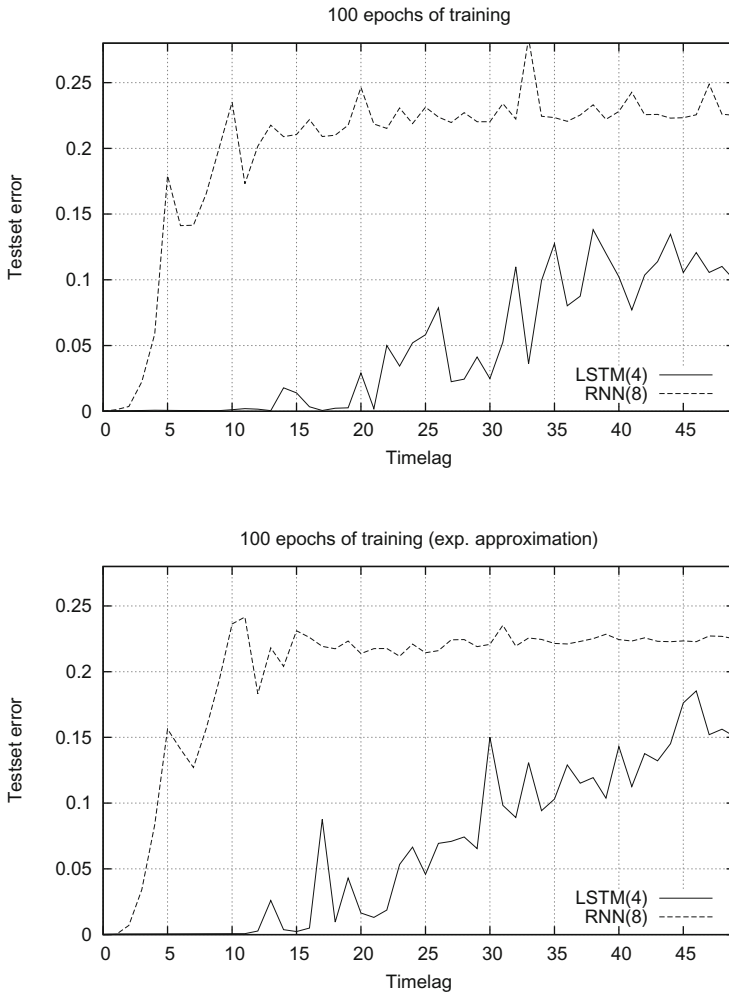 100 epochs of training
0.25
0.2
0.15
0.1
0.05
0
Testset error
LSTM(4)
RNN(8)
0 5 10 15 20 25 30 35 40 45
Timelag
100 epochs of training (exp. approximation)
0.25
0.2
0.15
0.1
0.05
0
Testset error
LSTM(4)
RNN(8)
0 5 10 15 20 25 30 35 40 45
Timelag